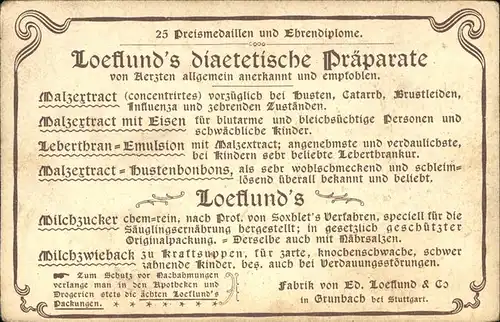 25 Preismedaillen und Ehrendiplome.
Loeflund's diaetetische Präparate
von Aerzten allgemein anerkannt und empfohlen.
Malzextract (concentrirtes) vorzüglich bei Husten, Catarrh, Brustleiden,
Influenza und zehrenden Zuständen.
Malzextract mit Eisen für blutarme und bleichsüchtige Personen und
schwächliche Kinder.
Leberthran-Emulsion mit Malzextract; angenehmste und verdaulichste,
bei Kindern sehr beliebte Leberthrankur.
Malzextract-Hustenbonbons, als sehr wohlschmeckend und schleim-
lösend überall bekannt und beliebt.
Loeflund's
Milchzucker chem-rein, nach Prof. von Soxhlet's Verfahren, speciell für die
Säuglingsernährung hergestellt; in gesetzlich geschützter
Originalpackung. - Derselbe auch mit Nährsalzen.
Milchzwieback zu Kraftsuppen, für zarte, knochenschwache, schwer
zahnende Kinder, bes. auch bei Verdauungsstörungen.
Zum Schutz vor Nachahmungen
verlange man in den Apotheken und
Drogerien stets die ächten Loeflund's
Packungen.
Fabrik von Ed. Loeflund & Co
in Grunbach bei Stuttgart.